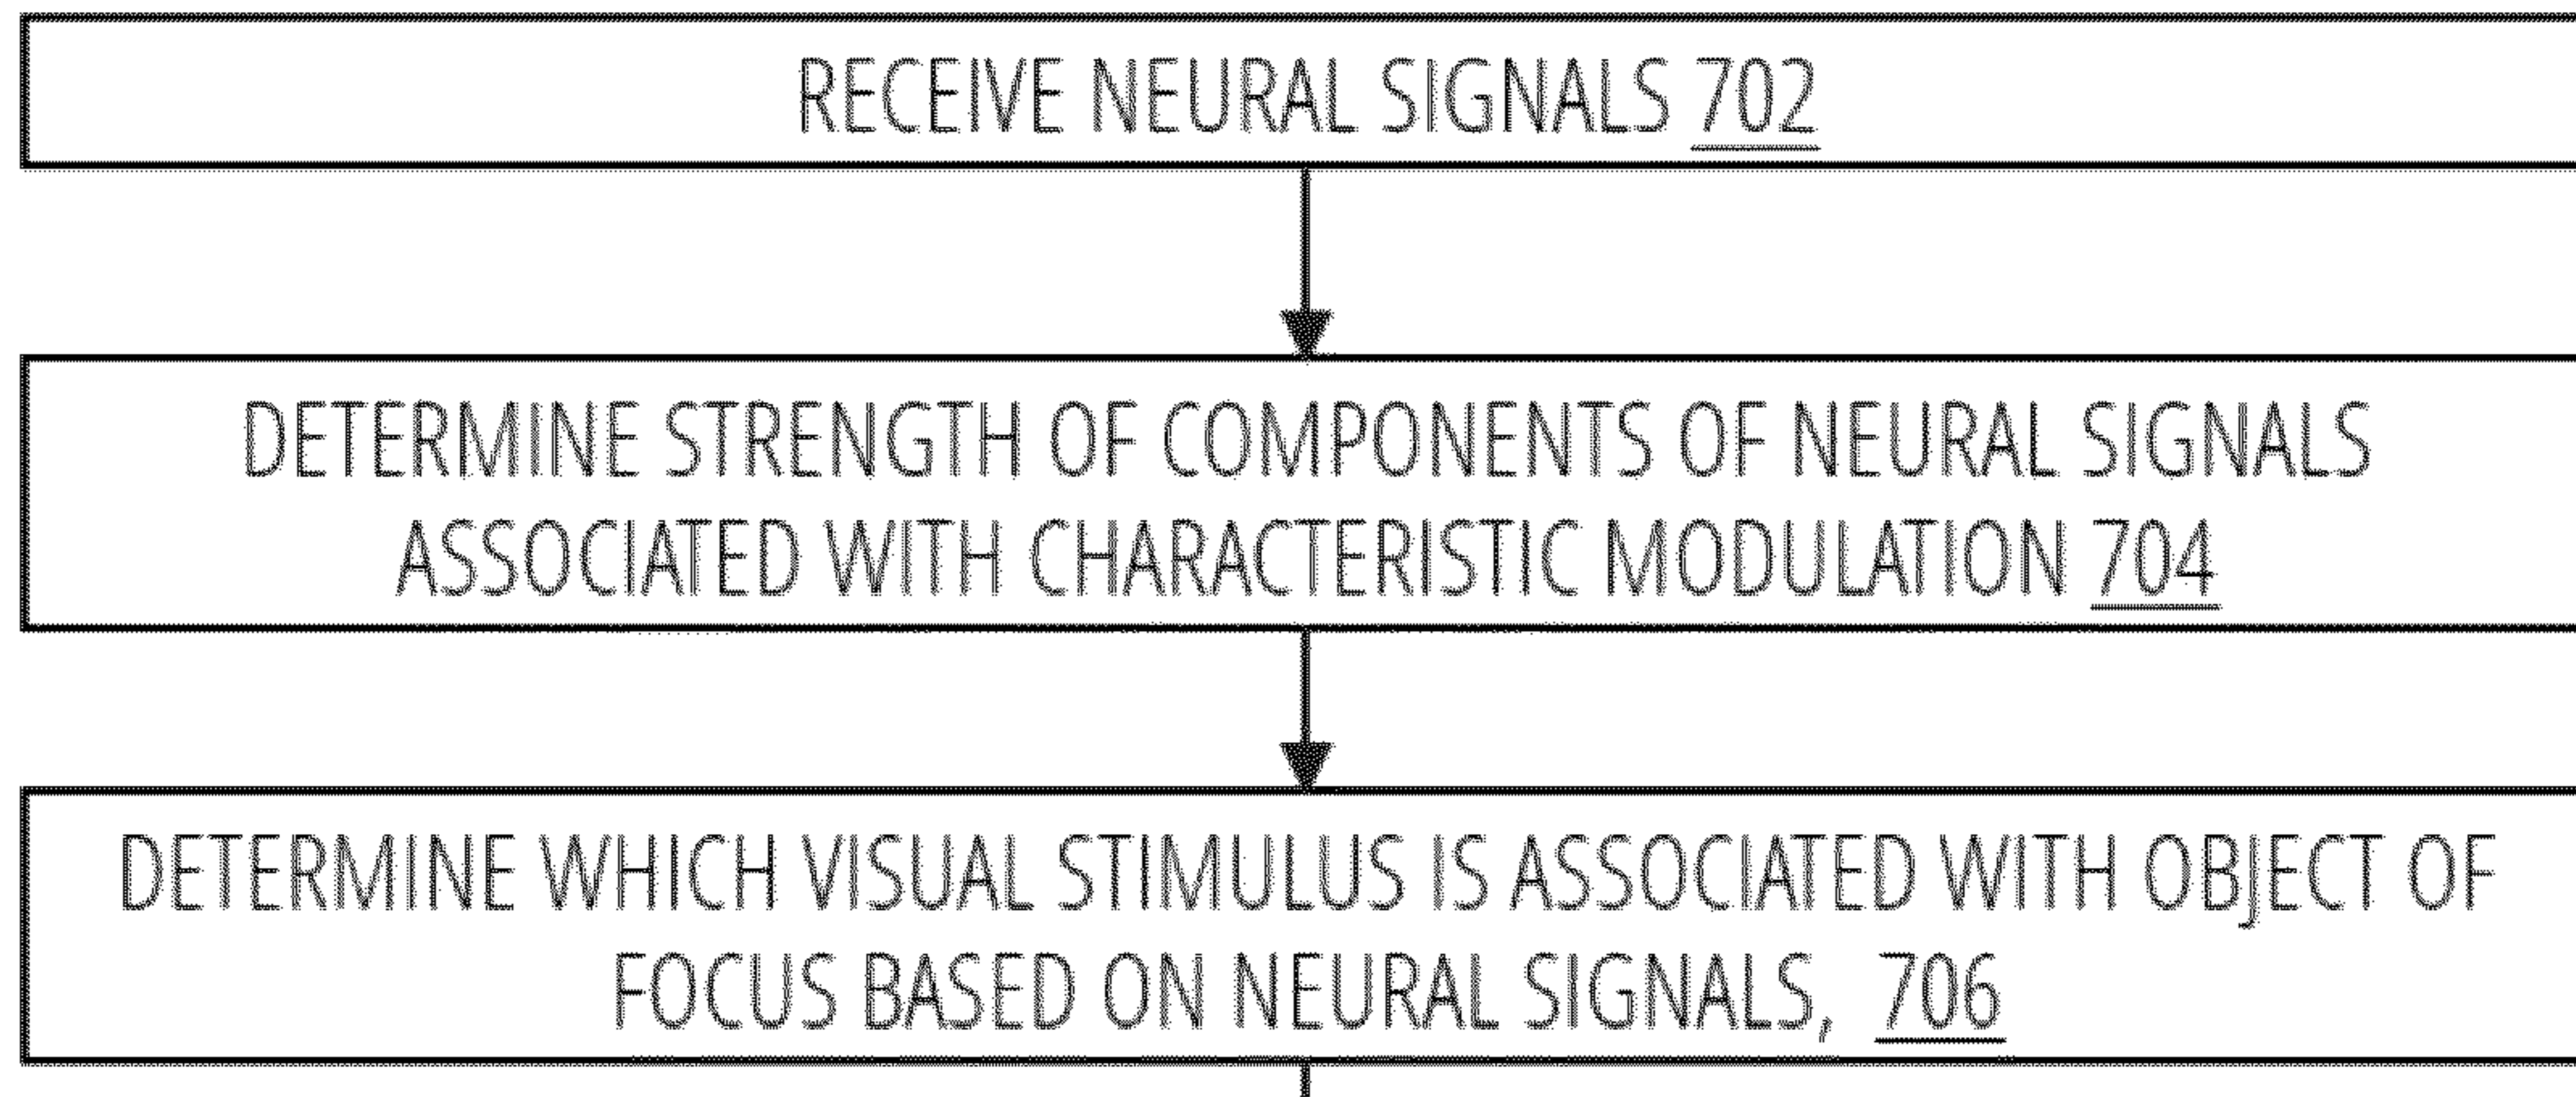 RECEIVE NEURAL SIGNALS 702
DETERMINE STRENGTH OF COMPONENTS OF NEURAL SIGNALS
ASSOCIATED WITH CHARACTERISTIC MODULATION 704
DETERMINE WHICH VISUAL STIMULUS IS ASSOCIATED WITH OBJECT OF
FOCUS BASED ON NEURAL SIGNALS, 706